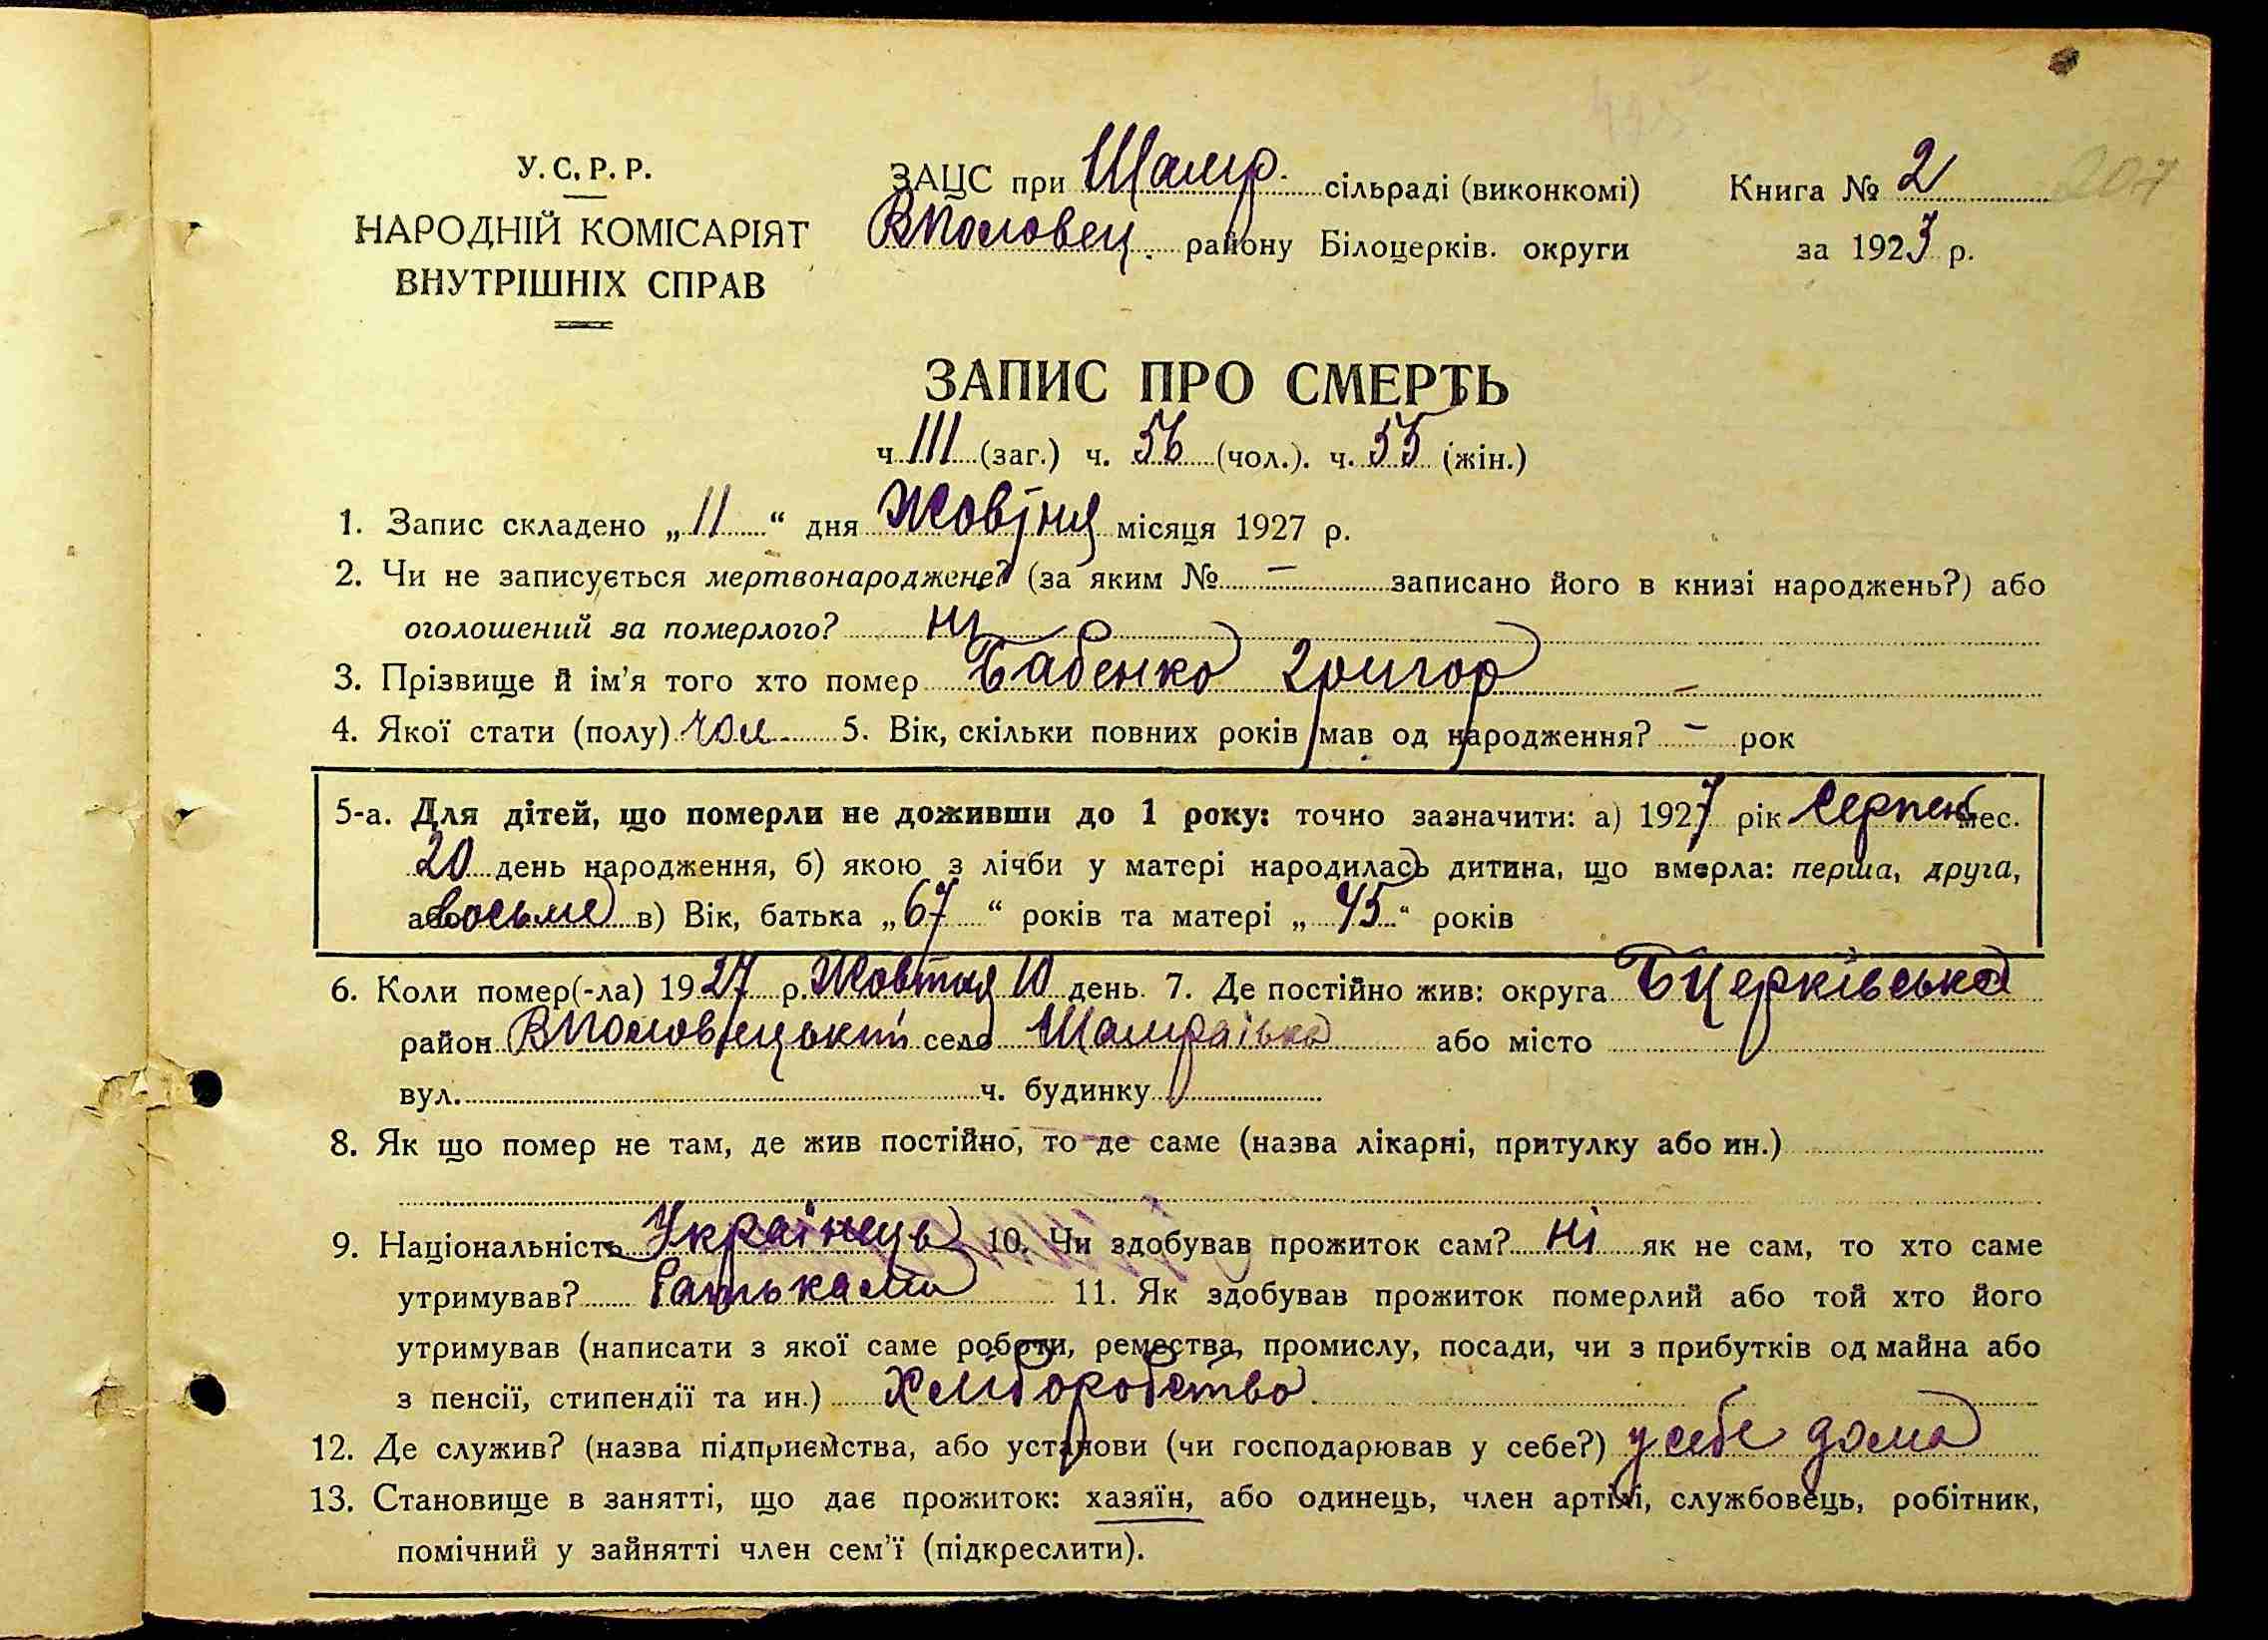 207
У. С. Р. Р.
НАРОДНІЙ КОМІСАРІЯТ
ВНУТРІШНІХ СПРАВ
ЗАЦС при Шамр. сільраді (виконкомі)
ВПоловец. району Білоцерків. округи
Книга № 2
за 1927 р.
ЗАПИС ПРО СМЕРТЬ
ч. 111 (заг.) ч. 56 (чол.). ч. 55 (жін.)
1. Запис складено „11“ дня Жовтня місяця 1927 р.
2. Чи не записується мертвонароджене? (за яким № — записано його в книзі народжень?) або
оголошений за померлого? ні
3. Прізвище й ім'я того хто помер Бабенко Григор
4. Якої стати (полу) чол 5. Вік, скільки повних років мав од народження? — рок
5-а. Для дітей, що померли не доживши до 1 року: точно зазначити: а) 1927 рік Серпень мес.
20 день народження, б) якою з лічби у матері народилась дитина, що вмерла: перша, друга,
або восьме в) Вік, батька „67“ років та матері „45“ років
6. Коли помер(-ла) 1927 р. Жовтня 10 день. 7. Де постійно жив: округа БЦерківська
район ВПоловецький село Шамраівка або місто
вул. ч. будинку
8. Як що помер не там, де жив постійно, то де саме (назва лікарні, притулку або ин.)
9. Національність Українець 10. Чи здобував прожиток сам? Ні як не сам, то хто саме
утримував? Батьками 11. Як здобував прожиток померлий або той хто його
утримував (написати з якої саме роботи, ремества, промислу, посади, чи з прибутків од майна або
з пенсії, стипендії та ин.) Хліборобство
12. Де служив? (назва підприємства, або установи (чи господарював у себе?) у себе дома
13. Становище в занятті, що дає прожиток: хазяїн, або одинець, член артілі, службовець, робітник,
помічний у зайнятті член сем'ї (підкреслити).